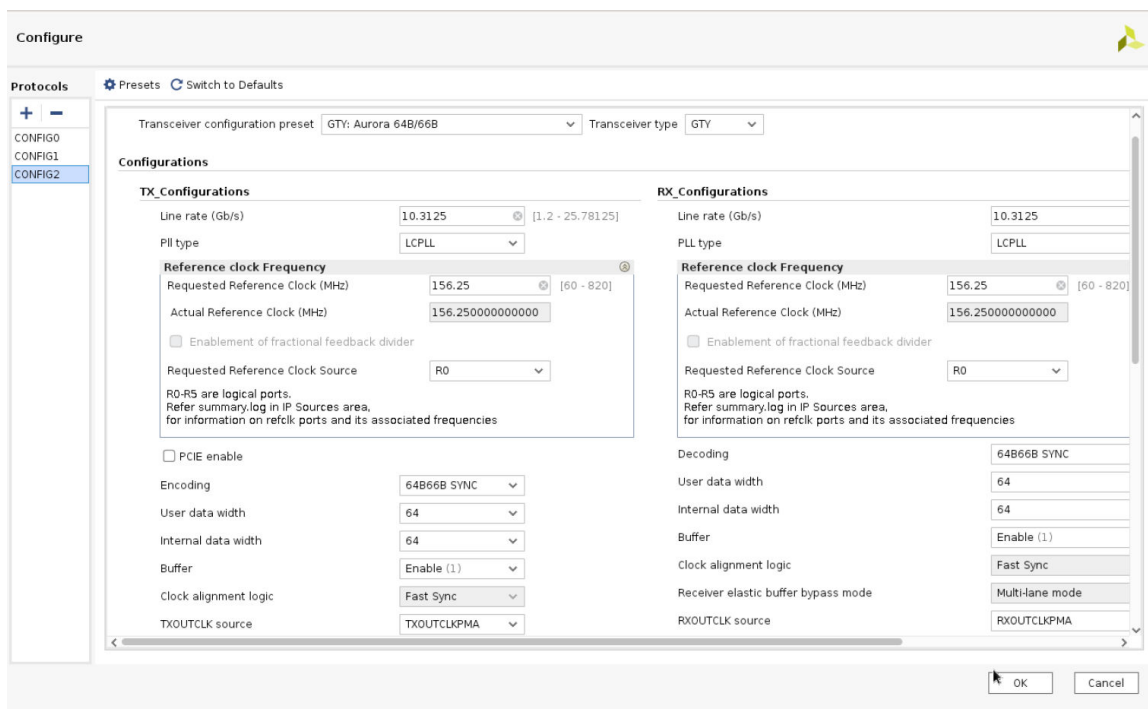 Configure
Protocols
Presets Switch to Defaults
CONFIG0
CONFIG1
CONFIG2
Transceiver configuration preset GTY: Aurora 64B/66B Transceiver type GTY
Configurations
TX_Configurations
Line rate (Gb/s) 10.3125 [1.2 - 25.78125]
Pll type LCPLL
Reference clock Frequency
Requested Reference Clock (MHz) 156.25 [60 - 820]
Actual Reference Clock (MHz) 156.250000000000
Enablement of fractional feedback divider
Requested Reference Clock Source R0
R0-R5 are logical ports.
Refer summary.log in IP Sources area,
for information on refclk ports and its associated frequencies
PCIE enable
Encoding 64B66B SYNC
User data width 64
Internal data width 64
Buffer Enable (1)
Clock alignment logic Fast Sync
TXOUTCLK source TXOUTCLKPMA
RX_Configurations
Line rate (Gb/s) 10.3125
PLL type LCPLL
Reference clock Frequency
Requested Reference Clock (MHz) 156.25 [60 - 820]
Actual Reference Clock (MHz) 156.250000000000
Enablement of fractional feedback divider
Requested Reference Clock Source R0
R0-R5 are logical ports.
Refer summary.log in IP Sources area,
for information on refclk ports and its associated frequencies
Decoding 64B66B SYNC
User data width 64
Internal data width 64
Buffer Enable (1)
Clock alignment logic Fast Sync
Receiver elastic buffer bypass mode Multi-lane mode
RXOUTCLK source RXOUTCLKPMA
OK Cancel